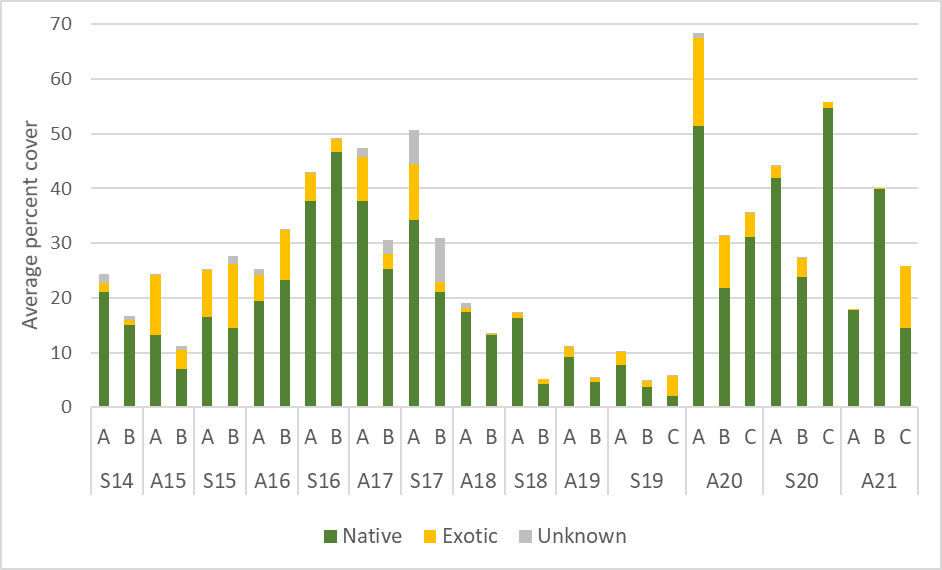 70
60
50
40
30
20
10
0
Average percent cover
A B A B A B A B A B A B A B A B A B A B A B C A B C A B C A B C
S14 A15 S15 A16 S16 A17 S17 A18 S18 A19 S19 A20 S20 A21
Native Exotic Unknown